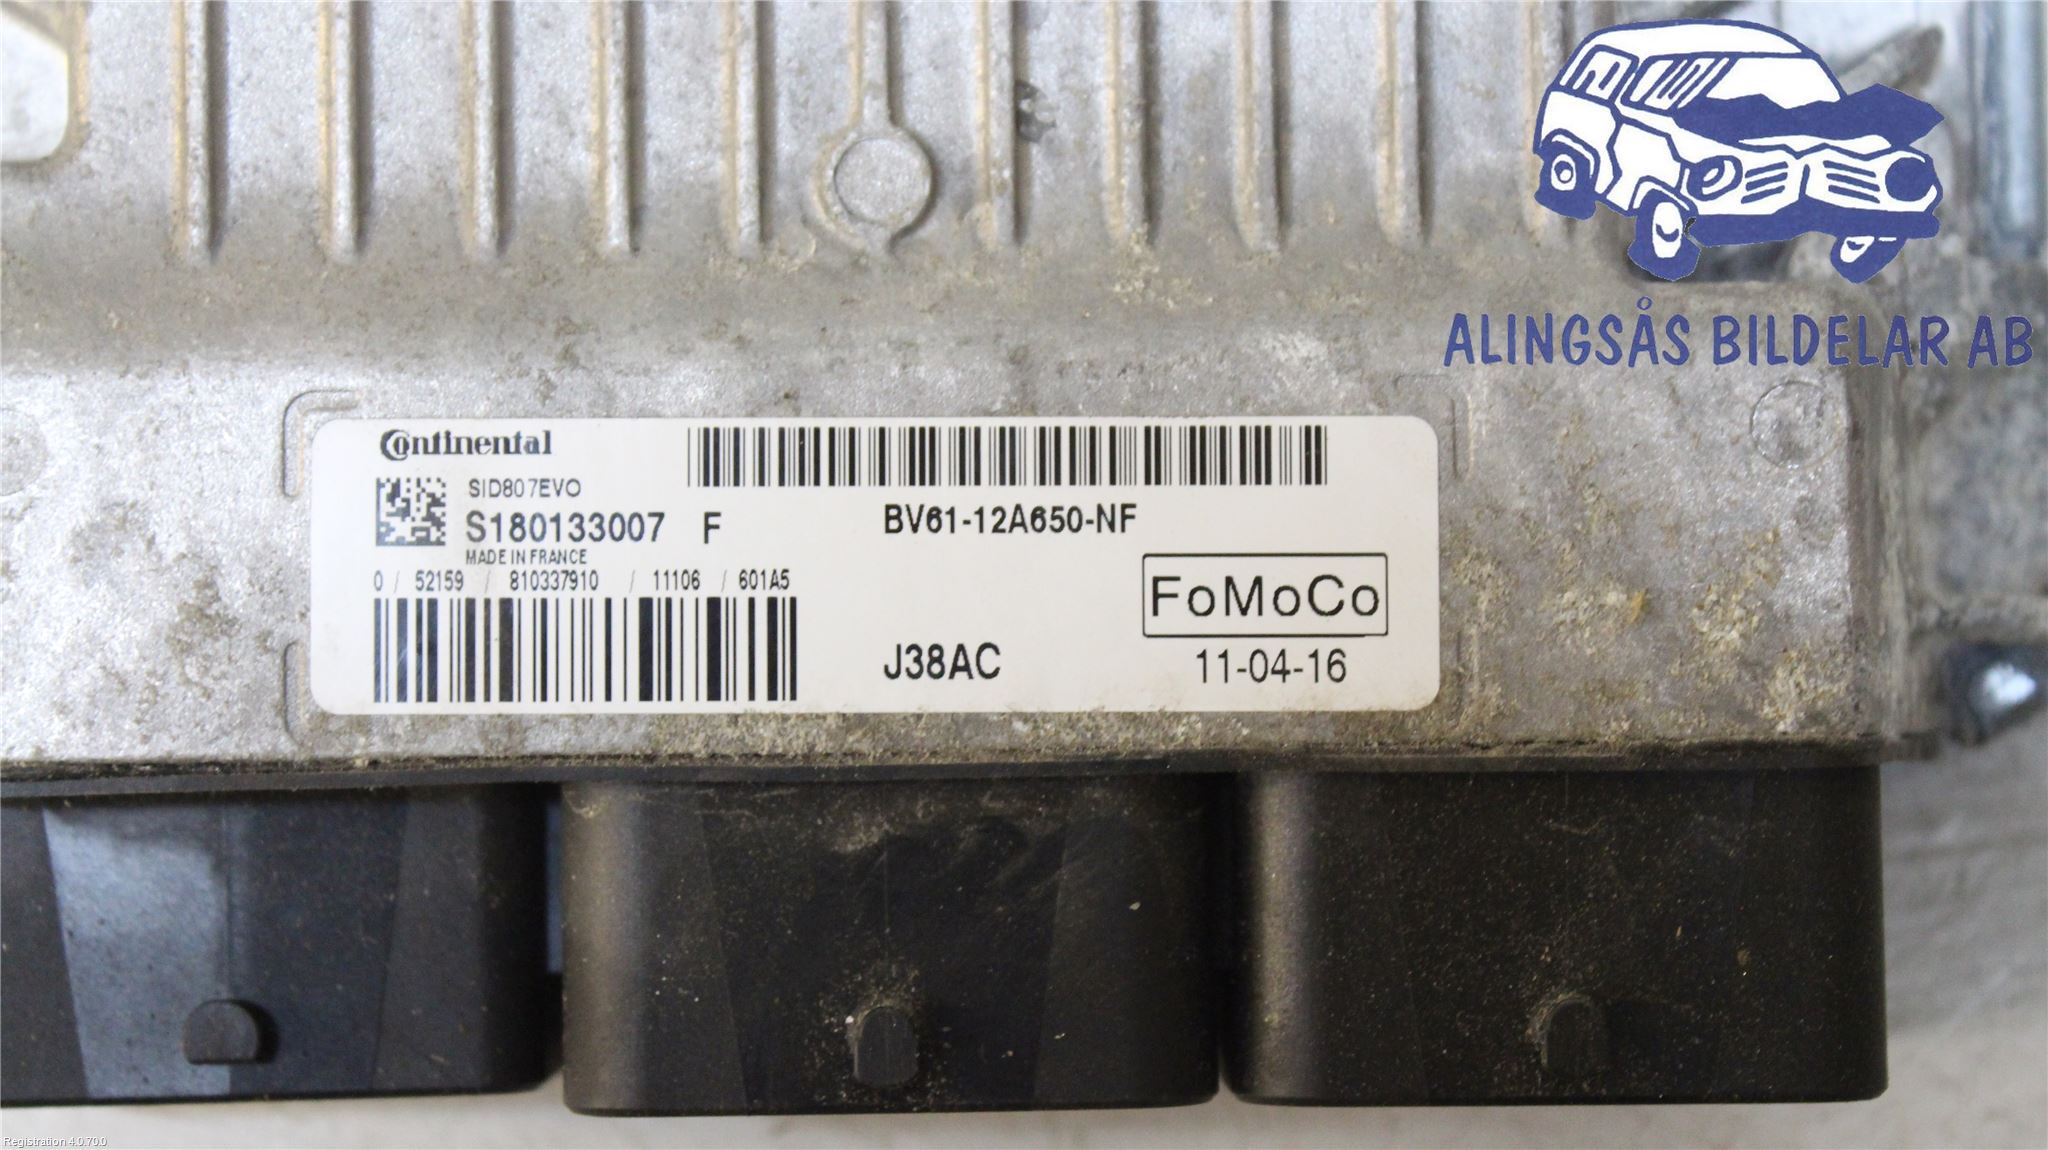 ALINGSÅS BILDELAR AB
Continental
SID807EVO
S180133007 F
MADE IN FRANCE
0 / 52159 / 810337910 / 11106 / 601A5
BV61-12A650-NF
FoMoCo
J38AC
11-04-16
Registration 4.0.70.0